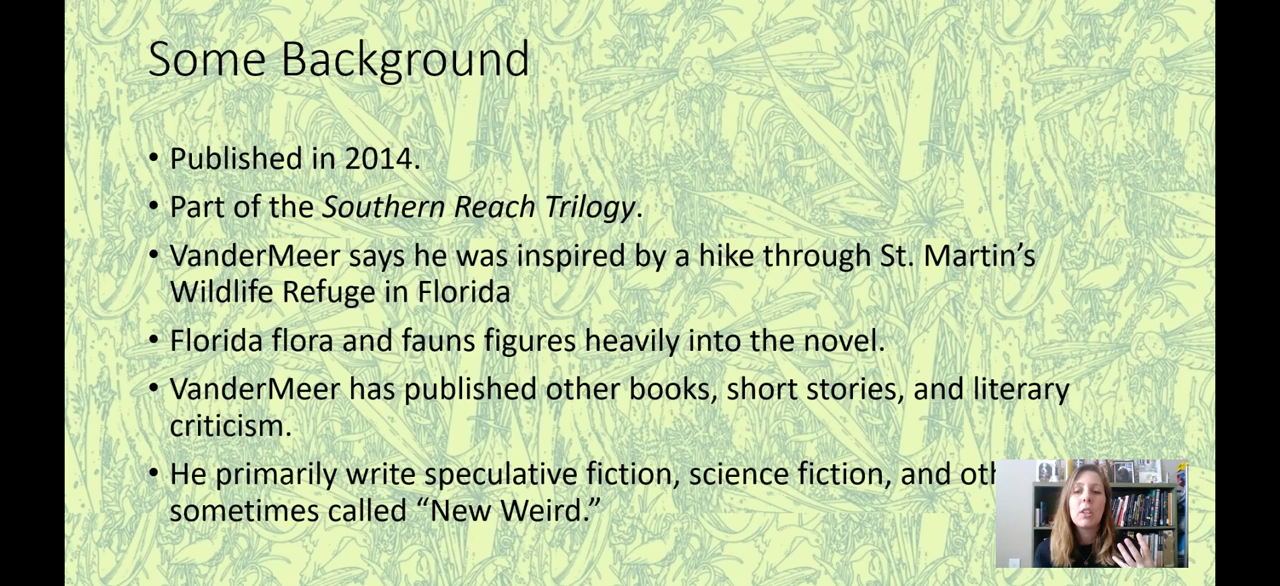 Some Background
• Published in 2014.
• Part of the Southern Reach Trilogy.
• VanderMeer says he was inspired by a hike through St. Martin’s
Wildlife Refuge in Florida
• Florida flora and fauns figures heavily into the novel.
• VanderMeer has published other books, short stories, and literary
criticism.
• He primarily write speculative fiction, science fiction, and
sometimes called “New Weird.”